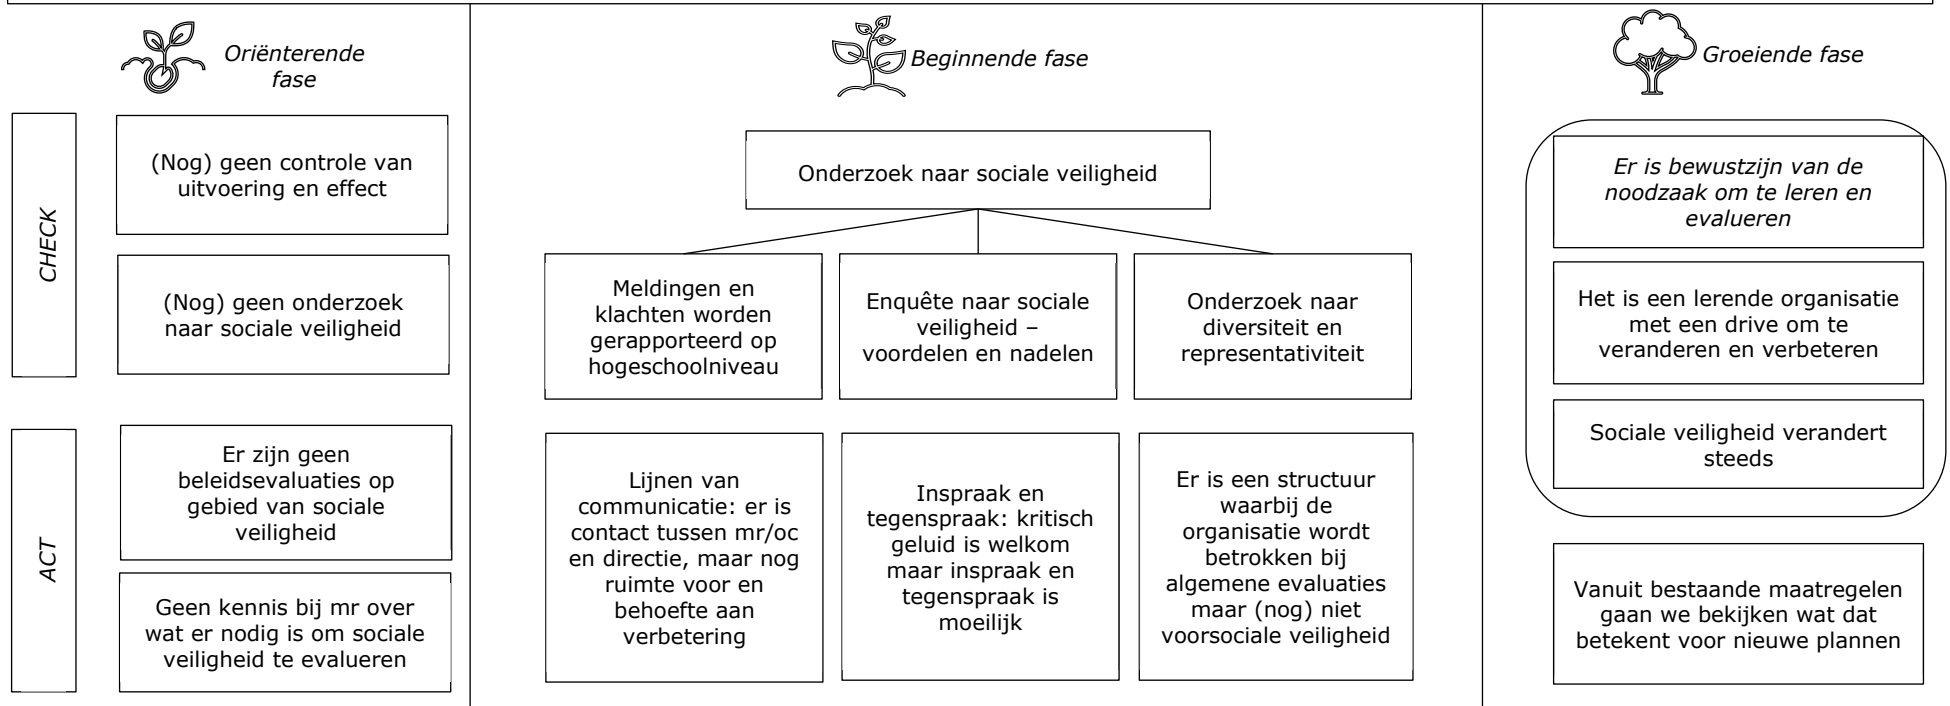 Oriënterende
fase
Beginnende fase
Groeiende fase
CHECK
(Nog) geen controle van
uitvoering en effect
(Nog) geen onderzoek
naar sociale veiligheid
Onderzoek naar sociale veiligheid
Meldingen en
klachten worden
gerapporteerd op
hogeschoolniveau
Enquête naar sociale
veiligheid –
voordelen en nadelen
Onderzoek naar
diversiteit en
representativiteit
Er is bewustzijn van de
noodzaak om te leren en
evalueren
Het is een lerende organisatie
met een drive om te
veranderen en verbeteren
Sociale veiligheid verandert
steeds
ACT
Er zijn geen
beleidsevaluaties op
gebied van sociale
veiligheid
Geen kennis bij mr over
wat er nodig is om sociale
veiligheid te evalueren
Lijnen van
communicatie: er is
contact tussen mr/oc
en directie, maar nog
ruimte voor en
behoefte aan
verbetering
Inspraak en
tegenspraak: kritisch
geluid is welkom
maar inspraak en
tegenspraak is
moeilijk
Er is een structuur
waarbij de
organisatie wordt
betrokken bij
algemene evaluaties
maar (nog) niet
voorsociale veiligheid
Vanuit bestaande maatregelen
gaan we bekijken wat dat
betekent voor nieuwe plannen